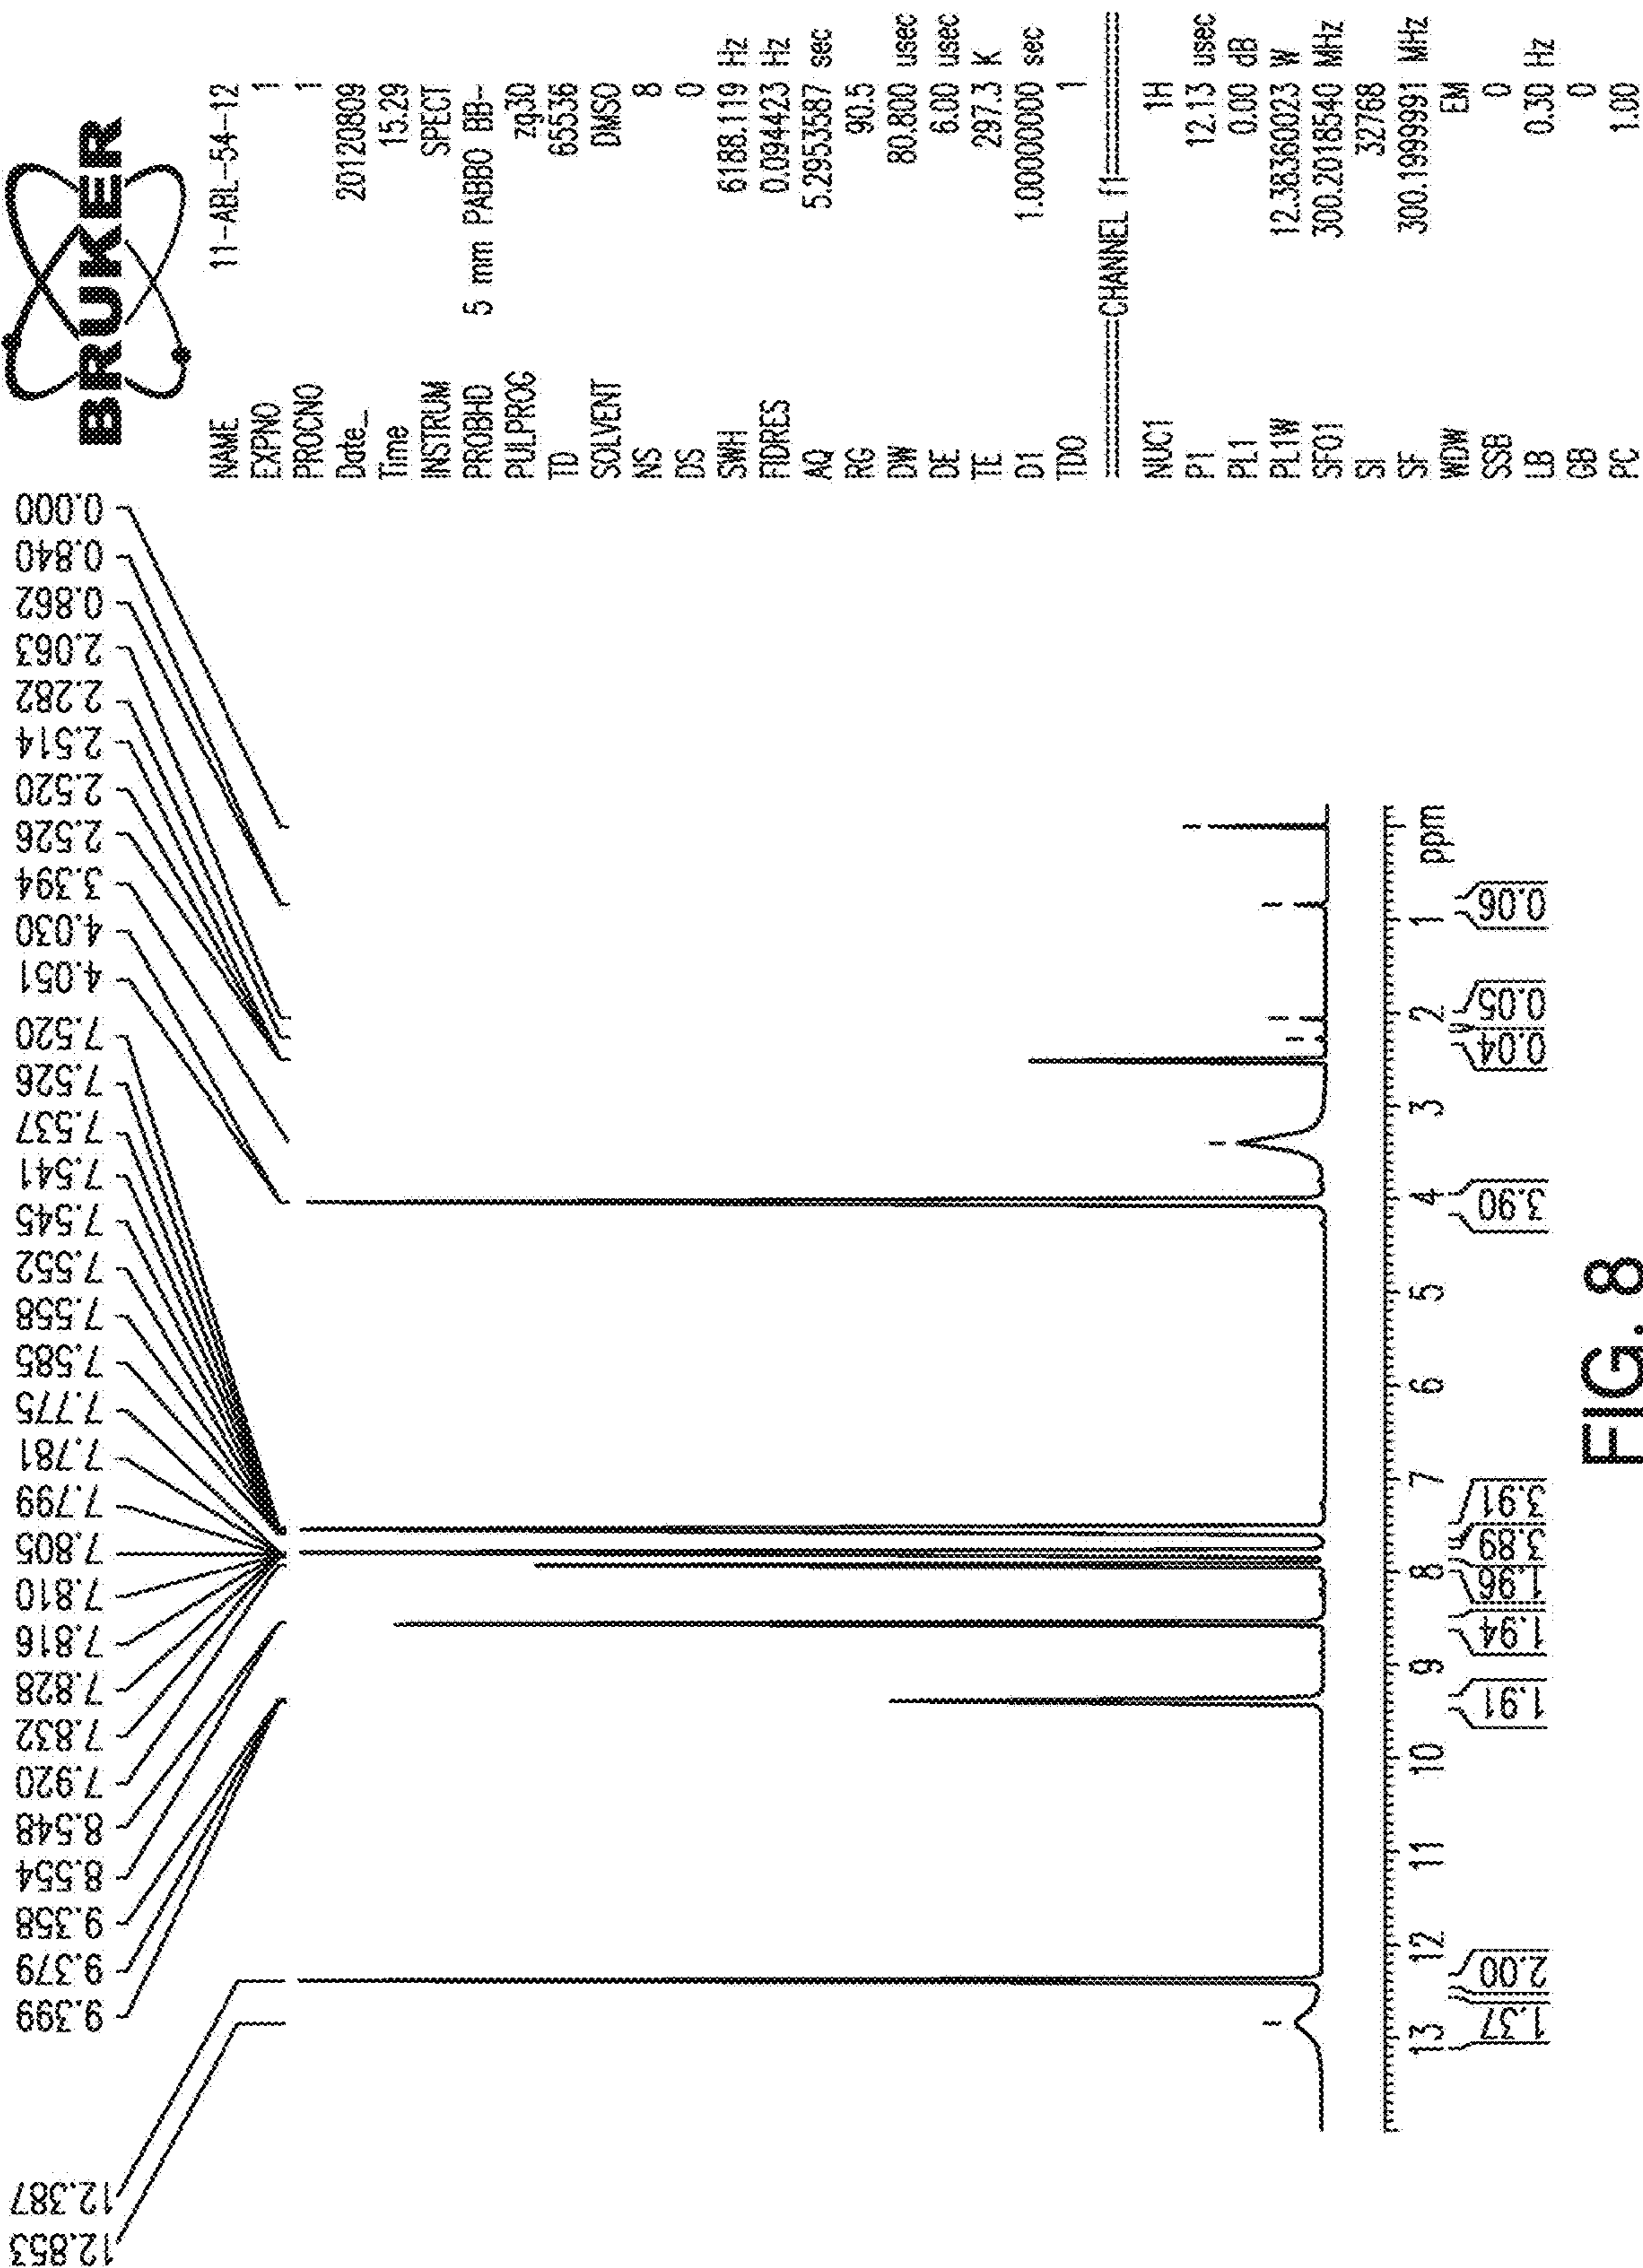 BRUKER
NAME 11-ABL-54-12
EXPNO 1
PROCNO 1
Date_ 20120809
Time 15.29
INSTRUM SPECT
PROBHD 5 mm PABBO BB-
PULPROG zg30
TD 65536
SOLVENT DMSO
NS 8
DS 0
SWH 6188.119 Hz
FIDRES 0.094423 Hz
AQ 5.2953587 sec
RG 90.5
DW 80.800 usec
DE 6.00 usec
TE 297.3 K
D1 1.00000000 sec
TD0 1
CHANNEL f1
NUC1 1H
P1 12.13 usec
PL1 0.00 dB
PL1W 12.38360023 W
SFO1 300.2018540 MHz
SI 32768
SF 300.1999991 MHz
WDW EM
SSB 0
LB 0.30 Hz
GB 0
PC 1.00
12.853
12.387
9.399
9.379
9.358
8.554
8.548
7.920
7.832
7.828
7.816
7.810
7.805
7.799
7.781
7.775
7.585
7.558
7.552
7.545
7.541
7.537
7.526
7.520
4.051
4.030
3.394
2.526
2.520
2.514
2.282
2.063
0.862
0.840
0.000
13 12 11 10 9 8 7 6 5 4 3 2 1 ppm
1.37
2.00
1.91
1.94
1.96
3.89
3.91
3.90
0.04
0.05
0.06
FIG. 8